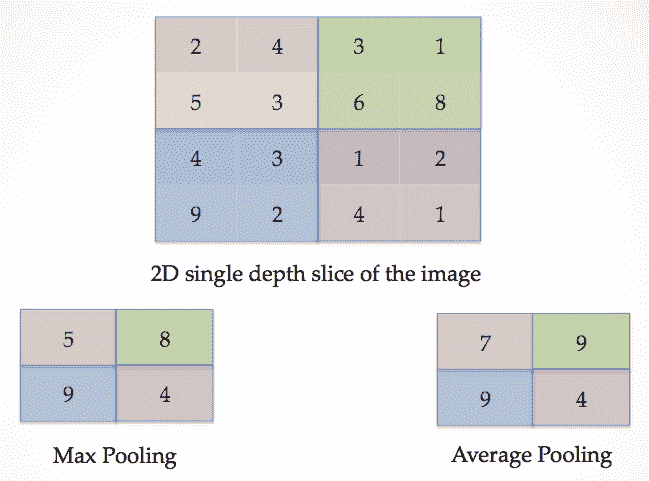 2 4 3 1
5 3 6 8
4 3 1 2
9 2 4 1
2D single depth slice of the image
5 8
9 4
Max Pooling
7 9
9 4
Average Pooling